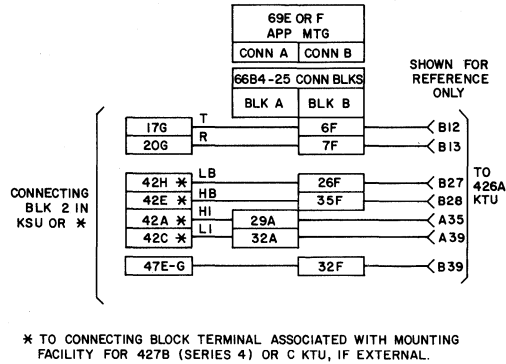 69E OR F
APP MTG
CONN A CONN B
66B4-25 CONN BLKS
BLK A BLK B
SHOWN FOR
REFERENCE
ONLY
17G T 6F B12
20G R 7F B13
42H * LB 26F B27
42E * HB 35F B28
42A * HI 29A A35
42C * LI 32A A39
47E-G 32F B39
CONNECTING
BLK 2 IN
KSU OR *
TO
426A
KTU
* TO CONNECTING BLOCK TERMINAL ASSOCIATED WITH MOUNTING
FACILITY FOR 427B (SERIES 4) OR C KTU, IF EXTERNAL.